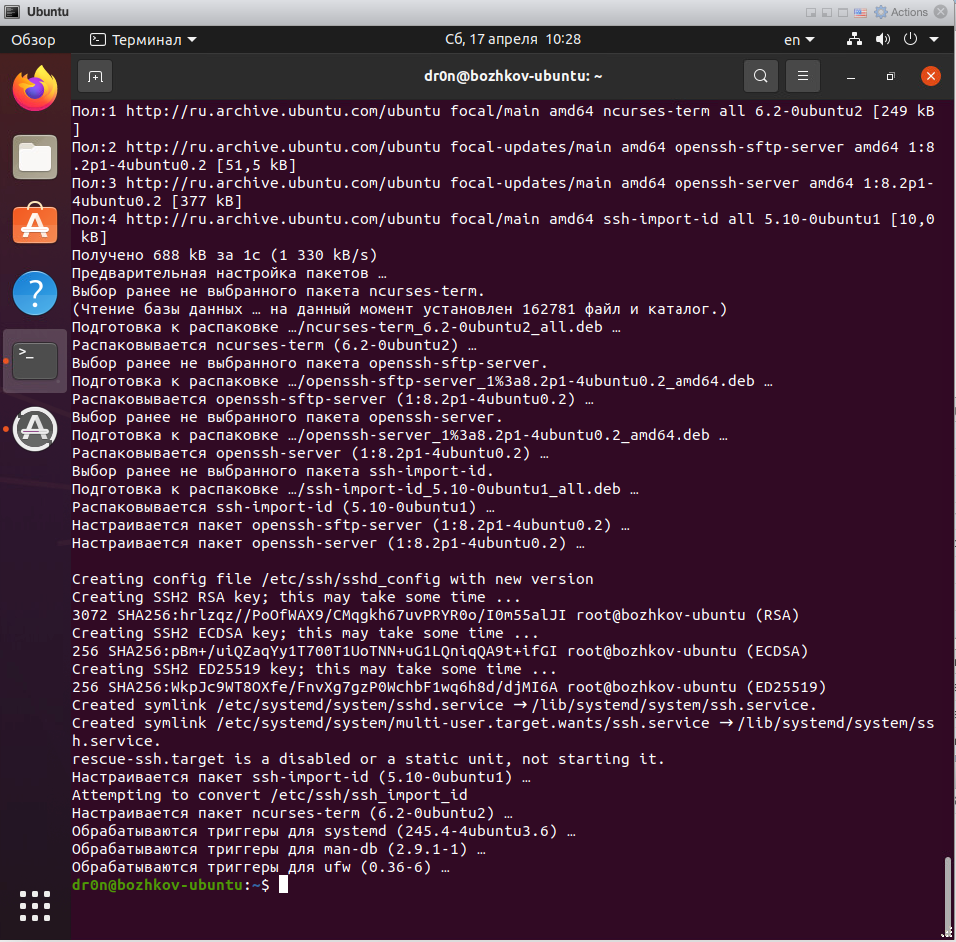 Ubuntu
Actions
Обзор
Терминал
Сб, 17 апреля 10:28
en
dr0n@bozhkov-ubuntu: ~
Пол:1 http://ru.archive.ubuntu.com/ubuntu focal/main amd64 ncurses-term all 6.2-0ubuntu2 [249 kB
]
Пол:2 http://ru.archive.ubuntu.com/ubuntu focal-updates/main amd64 openssh-sftp-server amd64 1:8
.2p1-4ubuntu0.2 [51,5 kB]
Пол:3 http://ru.archive.ubuntu.com/ubuntu focal-updates/main amd64 openssh-server amd64 1:8.2p1-
4ubuntu0.2 [377 kB]
Пол:4 http://ru.archive.ubuntu.com/ubuntu focal/main amd64 ssh-import-id all 5.10-0ubuntu1 [10,0
 kB]
Получено 688 kB за 1с (1 330 kB/s)
Предварительная настройка пакетов …
Выбор ранее не выбранного пакета ncurses-term.
(Чтение базы данных … на данный момент установлен 162781 файл и каталог.)
Подготовка к распаковке …/ncurses-term_6.2-0ubuntu2_all.deb …
Распаковывается ncurses-term (6.2-0ubuntu2) …
Выбор ранее не выбранного пакета openssh-sftp-server.
Подготовка к распаковке …/openssh-sftp-server_1%3a8.2p1-4ubuntu0.2_amd64.deb …
Распаковывается openssh-sftp-server (1:8.2p1-4ubuntu0.2) …
Выбор ранее не выбранного пакета openssh-server.
Подготовка к распаковке …/openssh-server_1%3a8.2p1-4ubuntu0.2_amd64.deb …
Распаковывается openssh-server (1:8.2p1-4ubuntu0.2) …
Выбор ранее не выбранного пакета ssh-import-id.
Подготовка к распаковке …/ssh-import-id_5.10-0ubuntu1_all.deb …
Распаковывается ssh-import-id (5.10-0ubuntu1) …
Настраивается пакет openssh-sftp-server (1:8.2p1-4ubuntu0.2) …
Настраивается пакет openssh-server (1:8.2p1-4ubuntu0.2) …
Creating config file /etc/ssh/sshd_config with new version
Creating SSH2 RSA key; this may take some time ...
3072 SHA256:hrlzqz//PoOfWAX9/CMqgkh67uvPRYR0o/I0m55alJI root@bozhkov-ubuntu (RSA)
Creating SSH2 ECDSA key; this may take some time ...
256 SHA256:pBm+/uiQZaqYy1T700T1UoTNN+uG1LQniqQA9t+ifGI root@bozhkov-ubuntu (ECDSA)
Creating SSH2 ED25519 key; this may take some time ...
256 SHA256:WkpJc9WT8OXfe/FnvXg7gzP0WchbF1wq6h8d/djMI6A root@bozhkov-ubuntu (ED25519)
Created symlink /etc/systemd/system/sshd.service → /lib/systemd/system/ssh.service.
Created symlink /etc/systemd/system/multi-user.target.wants/ssh.service → /lib/systemd/system/ss
h.service.
rescue-ssh.target is a disabled or a static unit, not starting it.
Настраивается пакет ssh-import-id (5.10-0ubuntu1) …
Attempting to convert /etc/ssh/ssh_import_id
Настраивается пакет ncurses-term (6.2-0ubuntu2) …
Обрабатываются триггеры для systemd (245.4-4ubuntu3.6) …
Обрабатываются триггеры для man-db (2.9.1-1) …
Обрабатываются триггеры для ufw (0.36-6) …
dr0n@bozhkov-ubuntu:~$